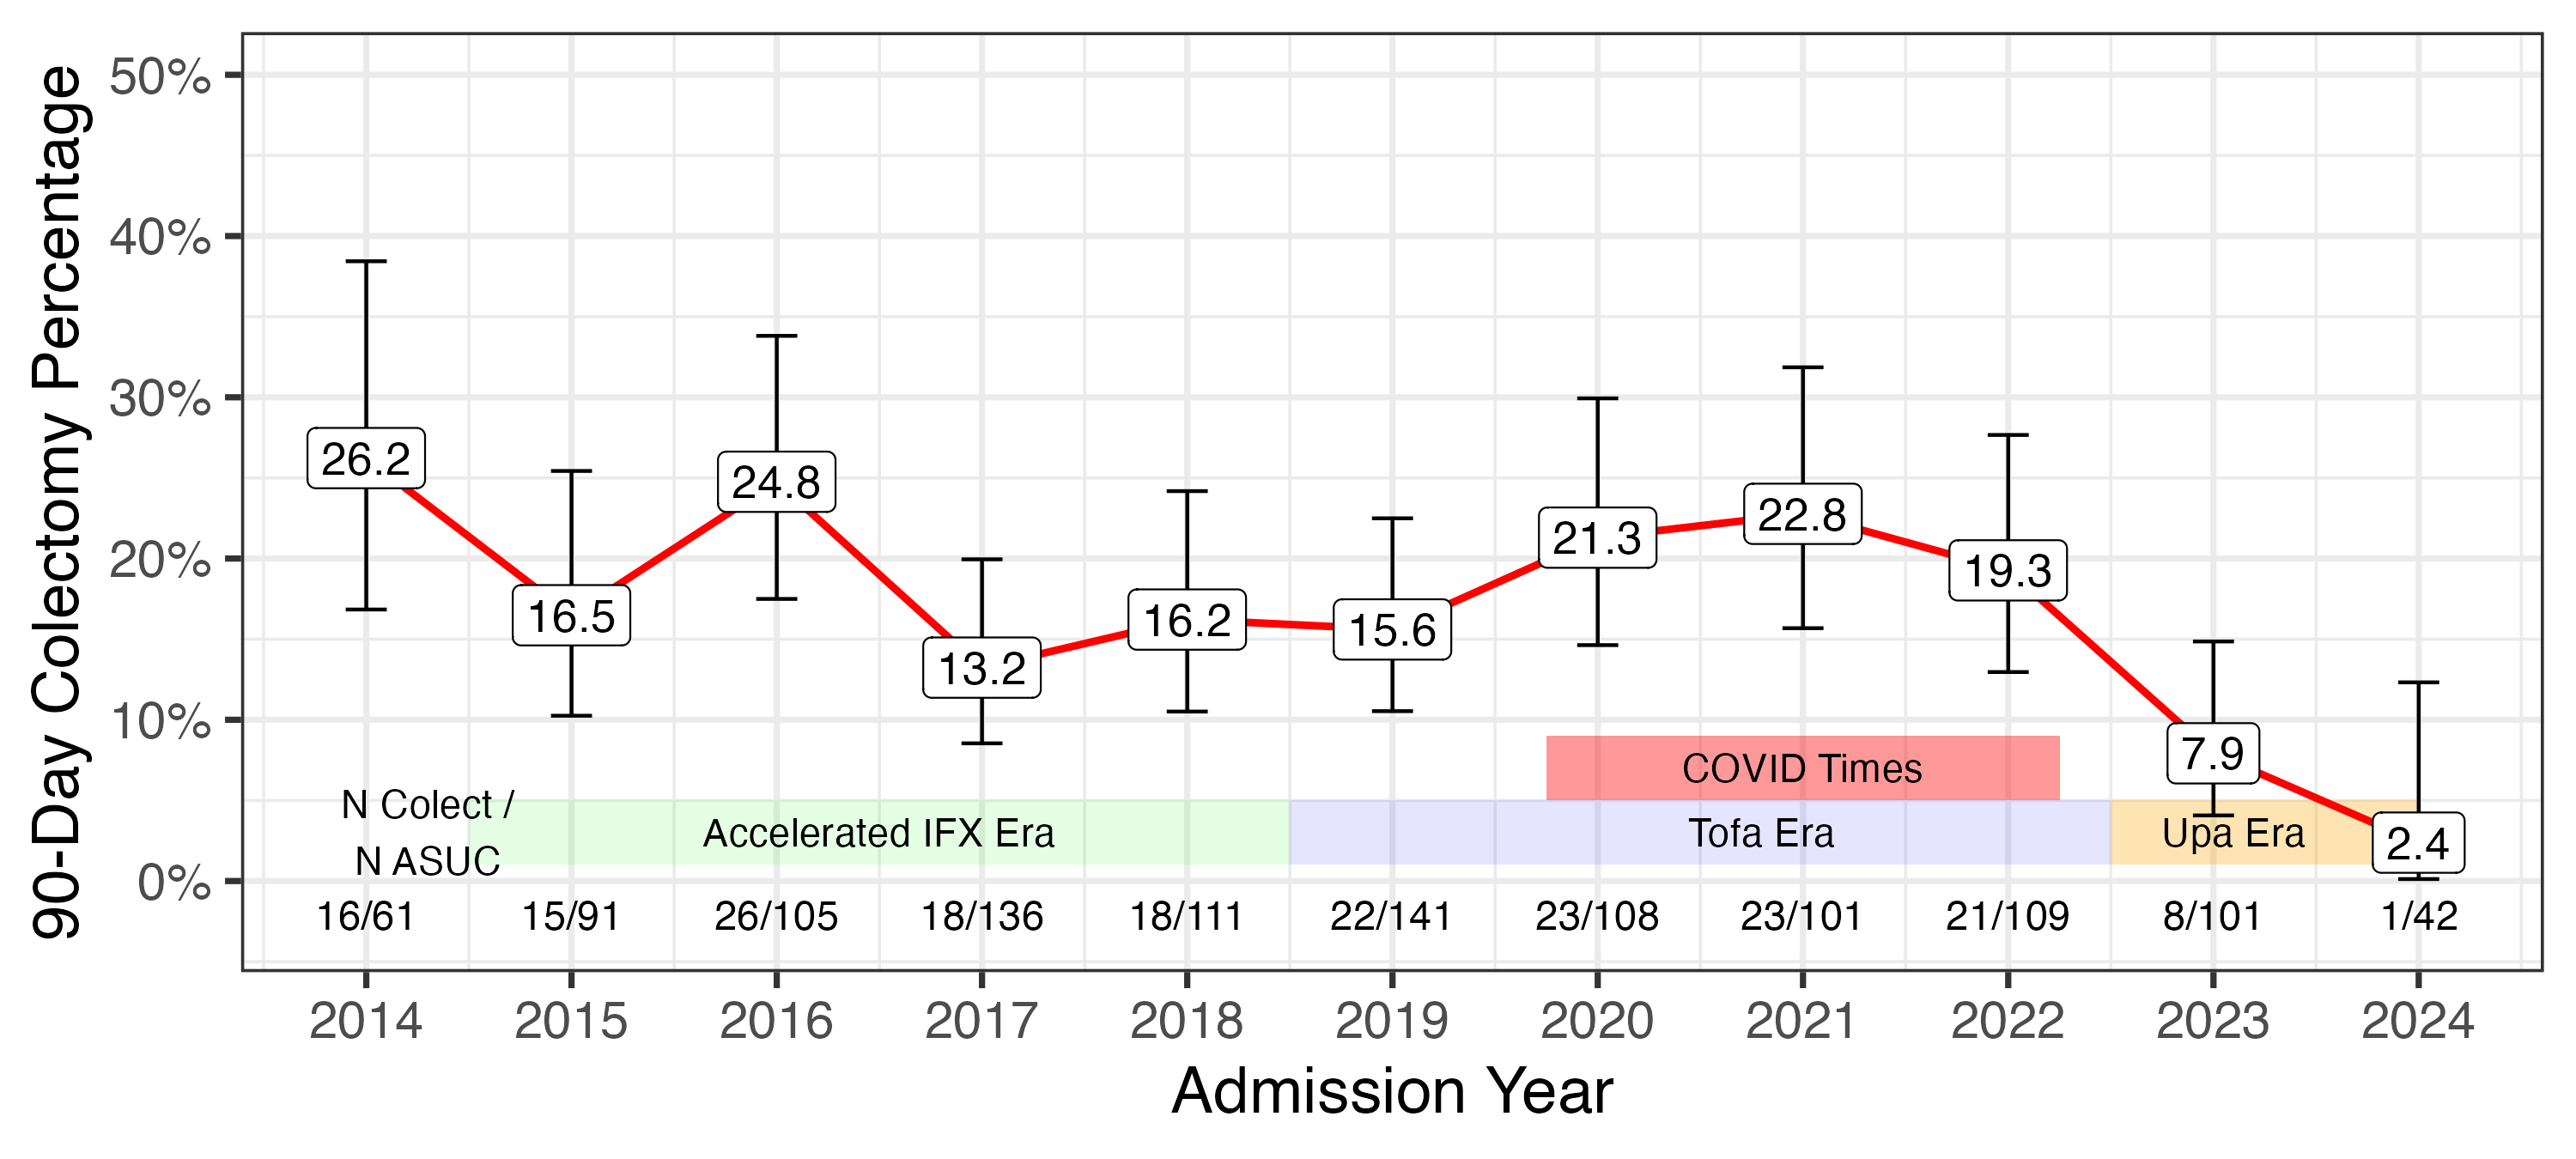 90-Day Colectomy Percentage
50%
40%
30%
20%
10%
0%
26.2
16.5
24.8
13.2
16.2
15.6
21.3
22.8
19.3
7.9
2.4
COVID Times
N Colect /
N ASUC
Accelerated IFX Era
Tofa Era
Upa Era
16/61 15/91 26/105 18/136 18/111 22/141 23/108 23/101 21/109 8/101 1/42
2014 2015 2016 2017 2018 2019 2020 2021 2022 2023 2024
Admission Year